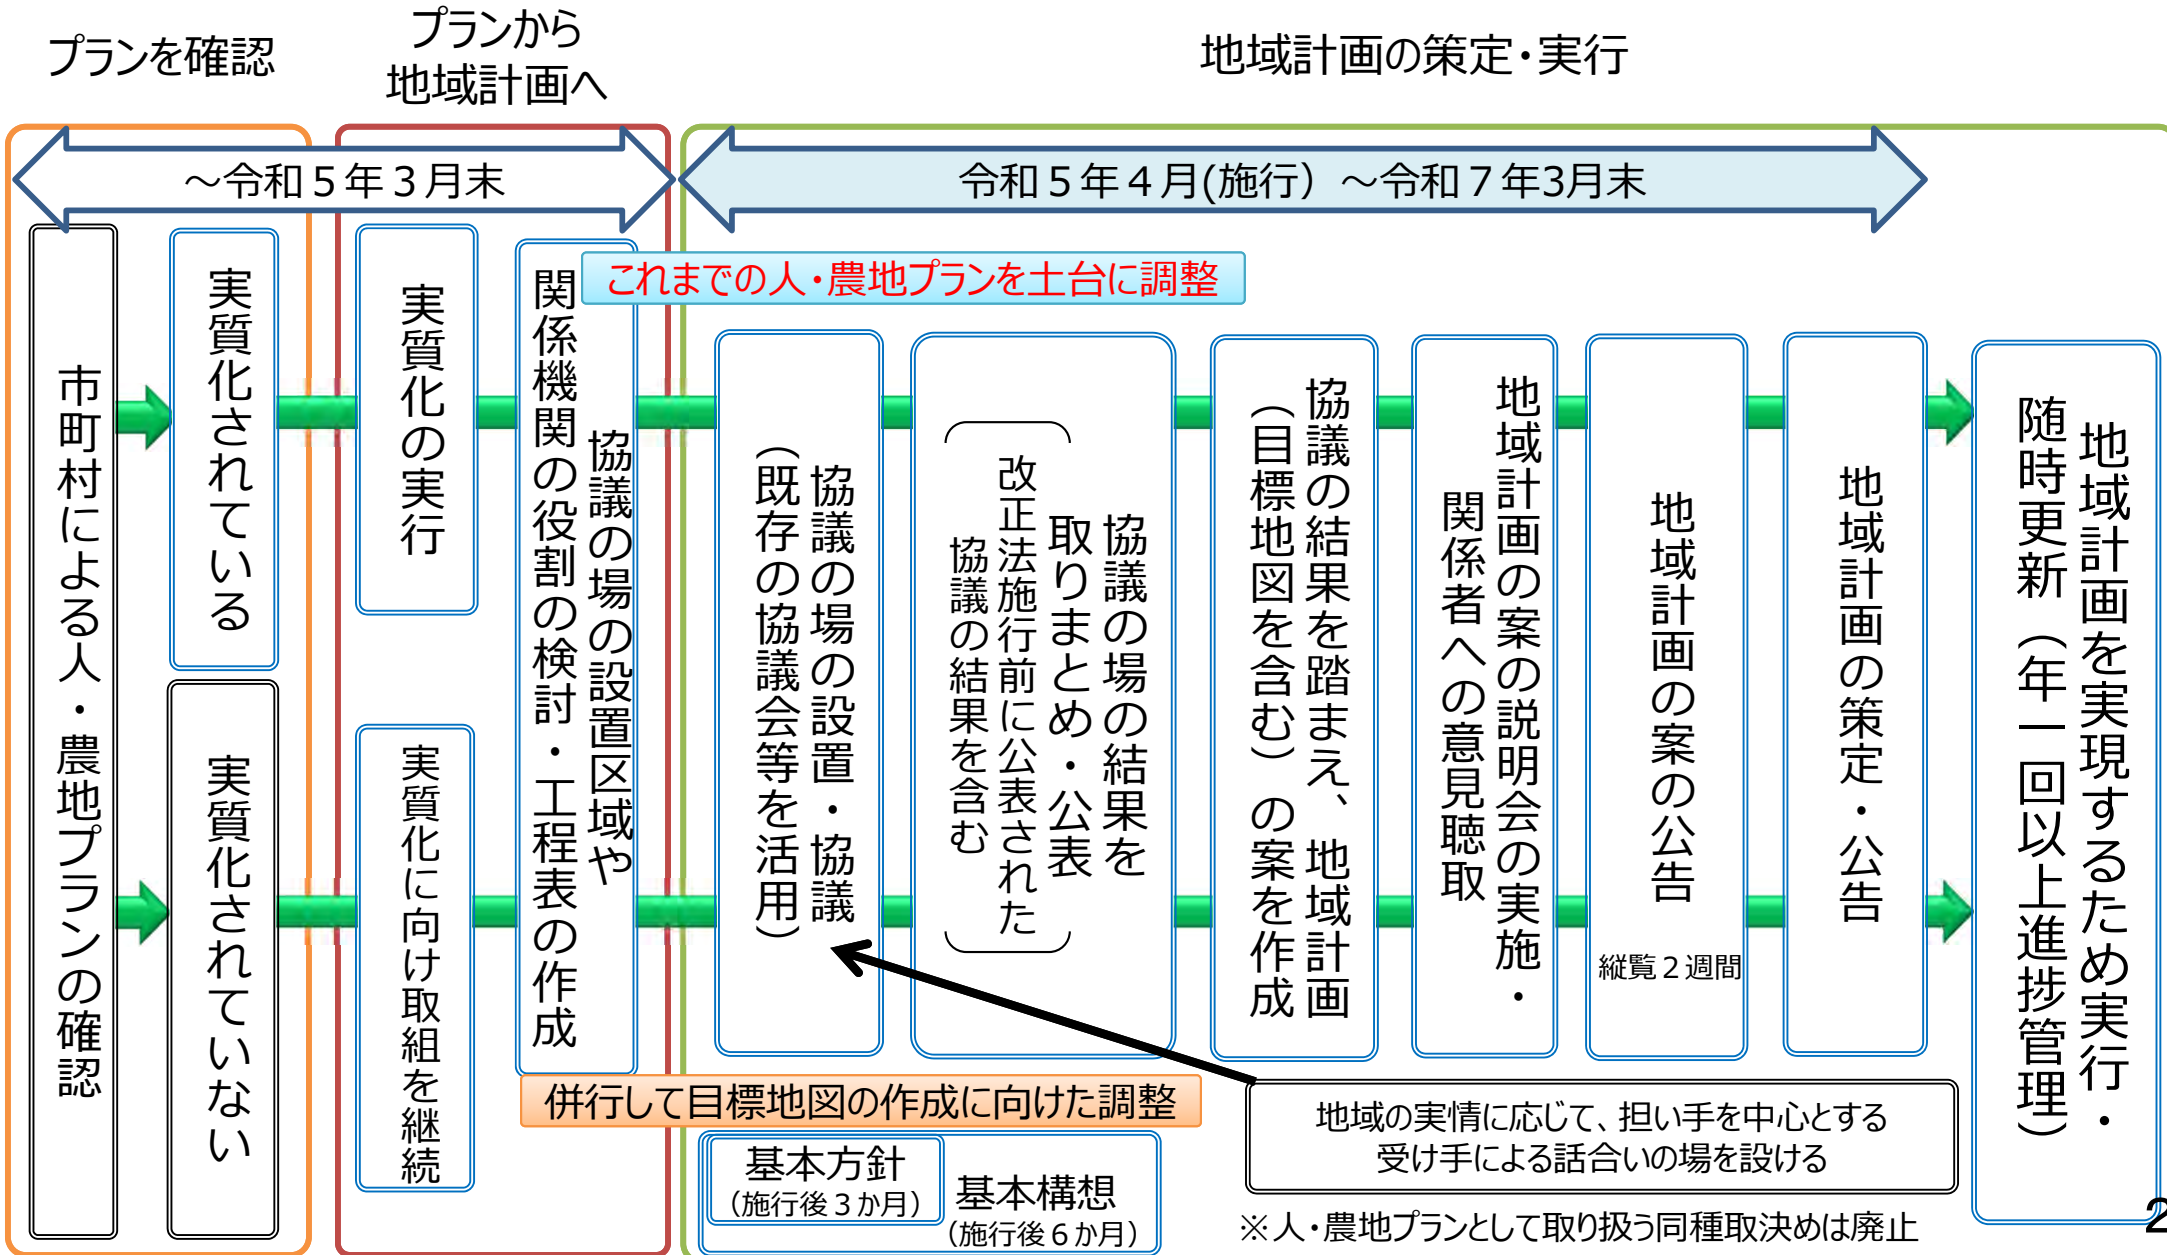 プランを確認
プランから
地域計画へ
地域計画の策定・実行
～令和５年３月末
令和５年４月(施行）～令和７年3月末
これまでの人・農地プランを土台に調整
市町村による人・農地プランの確認
実質化されている
実質化されていない
実質化の実行
実質化に向け取組を継続
協議の場の設置区域や
関係機関の役割の検討・工程表の作成
協議の場の設置・協議
（既存の協議会等を活用）
協議の場の結果を
取りまとめ・公表
改正法施行前に公表された
協議の結果を含む
協議の結果を踏まえ、地域計画
（目標地図を含む）の案を作成
地域計画の案の説明会の実施・
関係者への意見聴取
地域計画の案の公告
縦覧２週間
地域計画の策定・公告
地域計画を実現するため実行・
随時更新（年一回以上進捗管理）
併行して目標地図の作成に向けた調整
基本方針
（施行後３か月）
基本構想
（施行後６か月）
地域の実情に応じて、担い手を中心とする
受け手による話合いの場を設ける
※人・農地プランとして取り扱う同種取決めは廃止
2